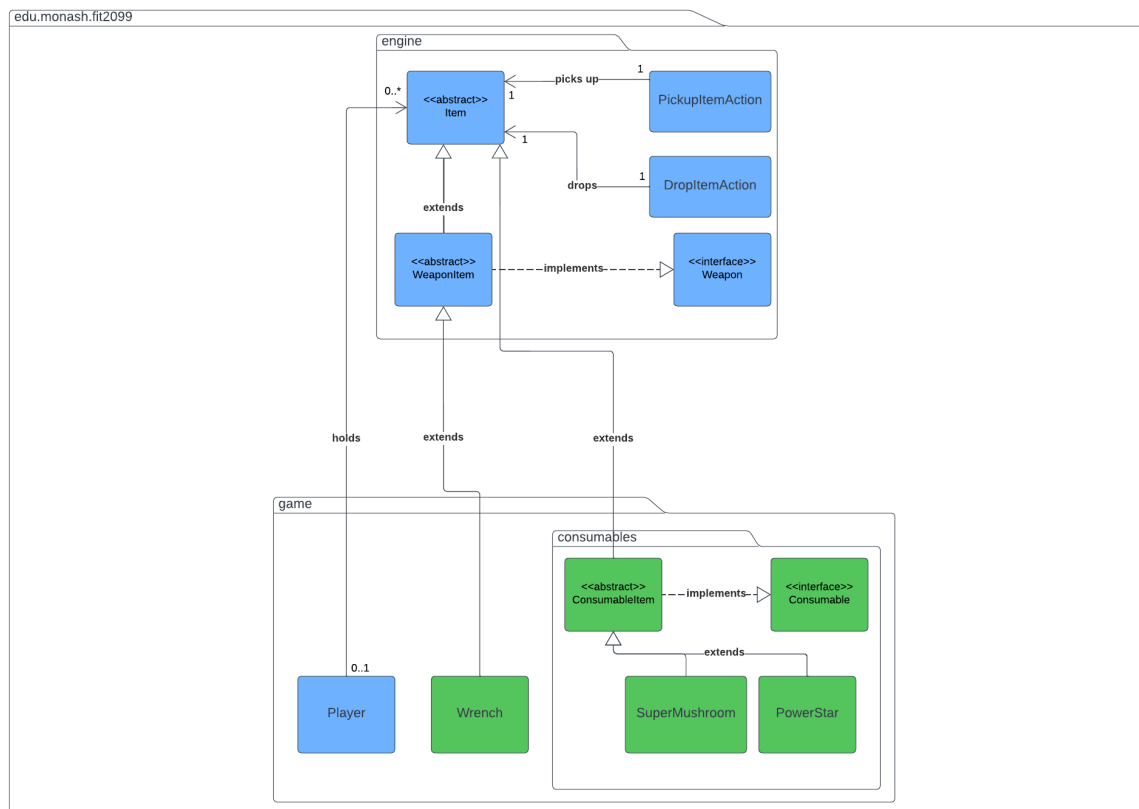 edu.monash.fit2099
engine
<<abstract>>
Item
0..*
1
picks up
1
PickupItemAction
1
drops
1
DropItemAction
extends
<<abstract>>
WeaponItem
implements
<<interface>>
Weapon
holds
extends
extends
game
consumables
<<abstract>>
ConsumableItem
implements
<<interface>>
Consumable
extends
0..1
Player
Wrench
SuperMushroom
PowerStar